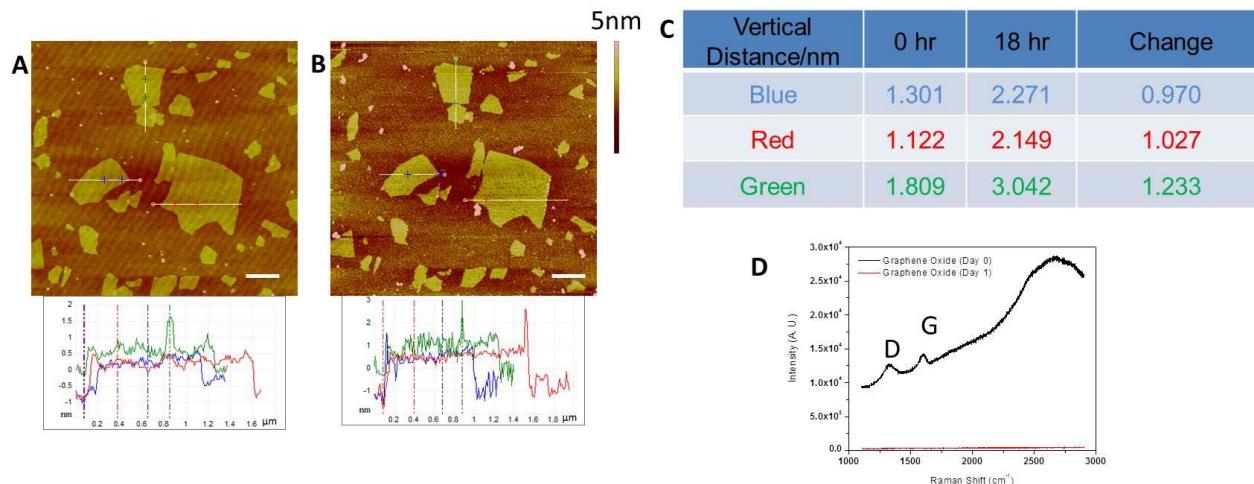 5nm
A
B
C
Vertical Distance/nm 0 hr 18 hr Change
Blue 1.301 2.271 0.970
Red 1.122 2.149 1.027
Green 1.809 3.042 1.233
2
1.5
1
0.5
0
-0.5
-1
nm
0.2 0.4 0.6 0.8 1 1.2 1.4 1.6 μm
3
2
1
0
-1
nm
0.2 0.4 0.6 0.8 1 1.2 1.4 1.6 1.8 μm
D
3.0x10⁴
2.5x10⁴
2.0x10⁴
1.5x10⁴
1.0x10⁴
5.0x10³
0.0
Intensity (A.U.)
Graphene Oxide (Day 0)
Graphene Oxide (Day 1)
D
G
1000 1500 2000 2500 3000
Raman Shift (cm⁻¹)